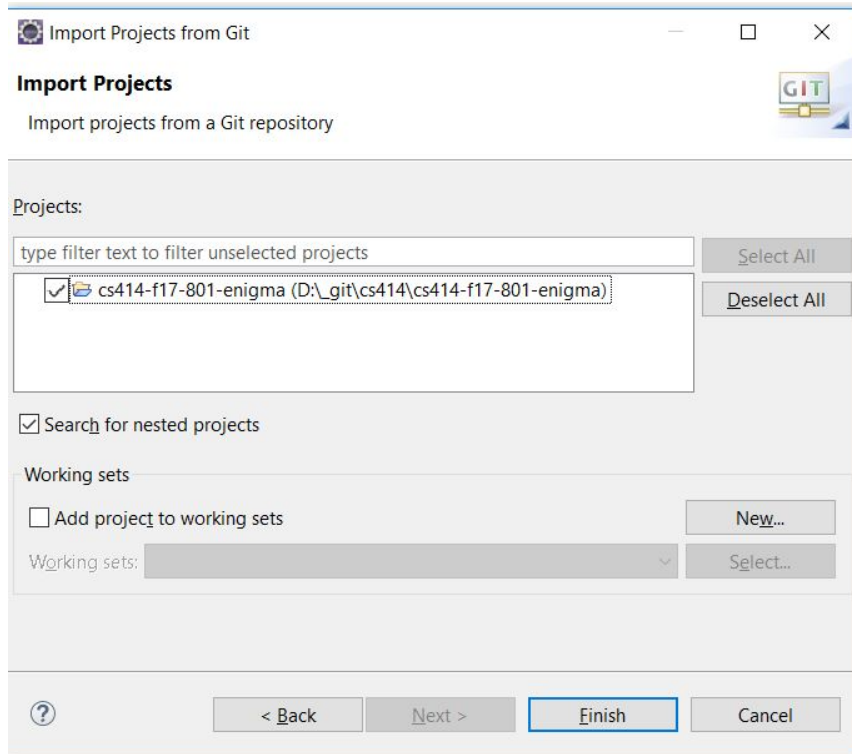 Import Projects from Git
Import Projects
GIT
Import projects from a Git repository
Projects:
type filter text to filter unselected projects
Select All
cs414-f17-801-enigma (D:\_git\cs414\cs414-f17-801-enigma)
Deselect All
Search for nested projects
Working sets
Add project to working sets
New...
Working sets:
Select...
?
< Back
Next >
Finish
Cancel